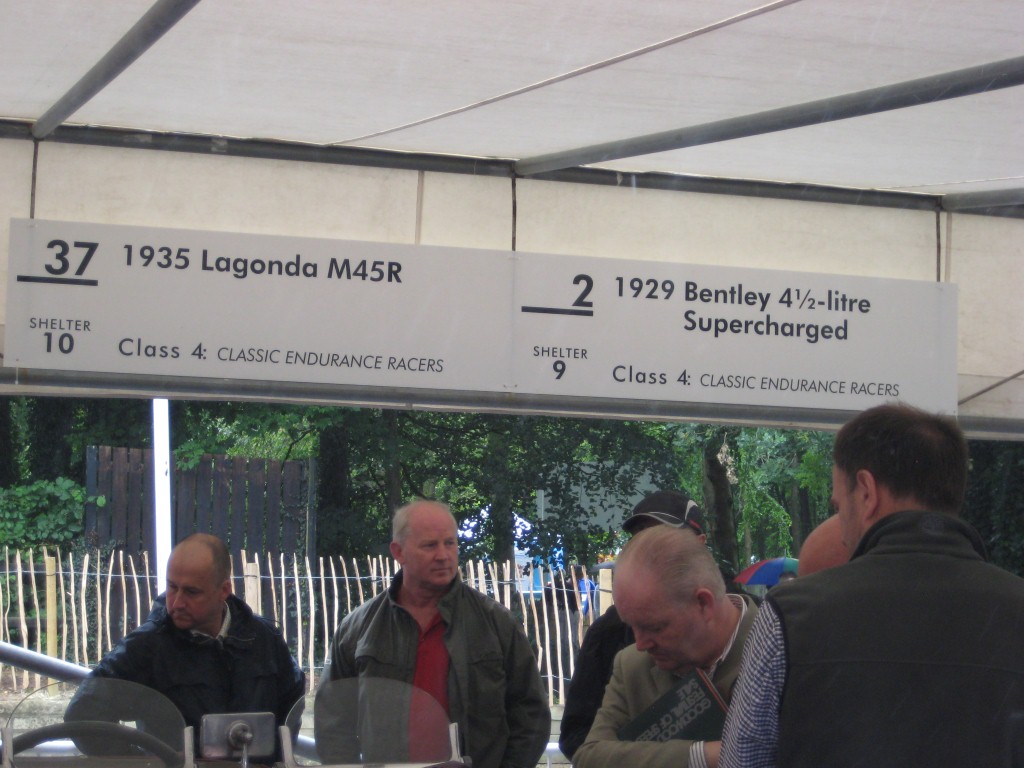 37
1935 Lagonda M45R
SHELTER
10
Class 4: CLASSIC ENDURANCE RACERS
2
1929 Bentley 4½-litre
Supercharged
SHELTER
9
Class 4: CLASSIC ENDURANCE RACERS
GOODWOOD